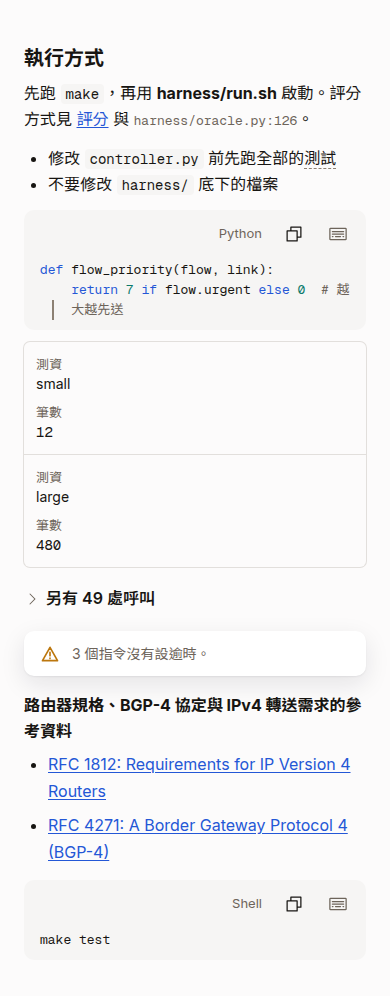 執行方式
先跑 make，再用 harness/run.sh 啟動。評分
方式見 評分 與 harness/oracle.py:126。
修改 controller.py 前先跑全部的測試
不要修改 harness/ 底下的檔案
Python
def flow_priority(flow, link):
return 7 if flow.urgent else 0  # 越
大越先送
測資
small
筆數
12
測資
large
筆數
480
另有 49 處呼叫
3 個指令沒有設逾時。
路由器規格、BGP-4 協定與 IPv4 轉送需求的參
考資料
RFC 1812: Requirements for IP Version 4
Routers
RFC 4271: A Border Gateway Protocol 4
(BGP-4)
Shell
make test